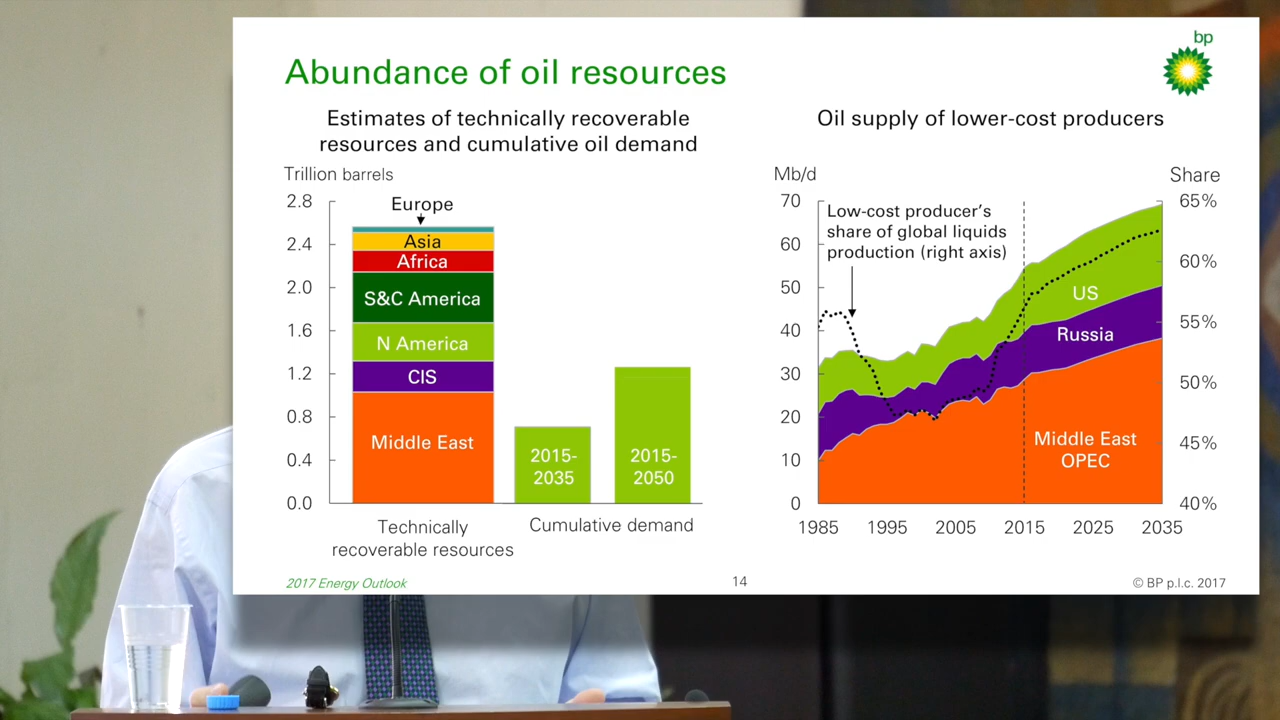 bp
Abundance of oil resources
Estimates of technically recoverable
resources and cumulative oil demand
Trillion barrels
2.8
2.4
2.0
1.6
1.2
0.8
0.4
0.0
Europe
Asia
Africa
S&C America
N America
CIS
Middle East
2015-
2035
2015-
2050
Technically
recoverable resources
Cumulative demand
Oil supply of lower-cost producers
Mb/d
Share
70
60
50
40
30
20
10
0
65%
60%
55%
50%
45%
40%
Low-cost producer's
share of global liquids
production (right axis)
US
Russia
Middle East
OPEC
1985
1995
2005
2015
2025
2035
2017 Energy Outlook
14
© BP p.l.c. 2017